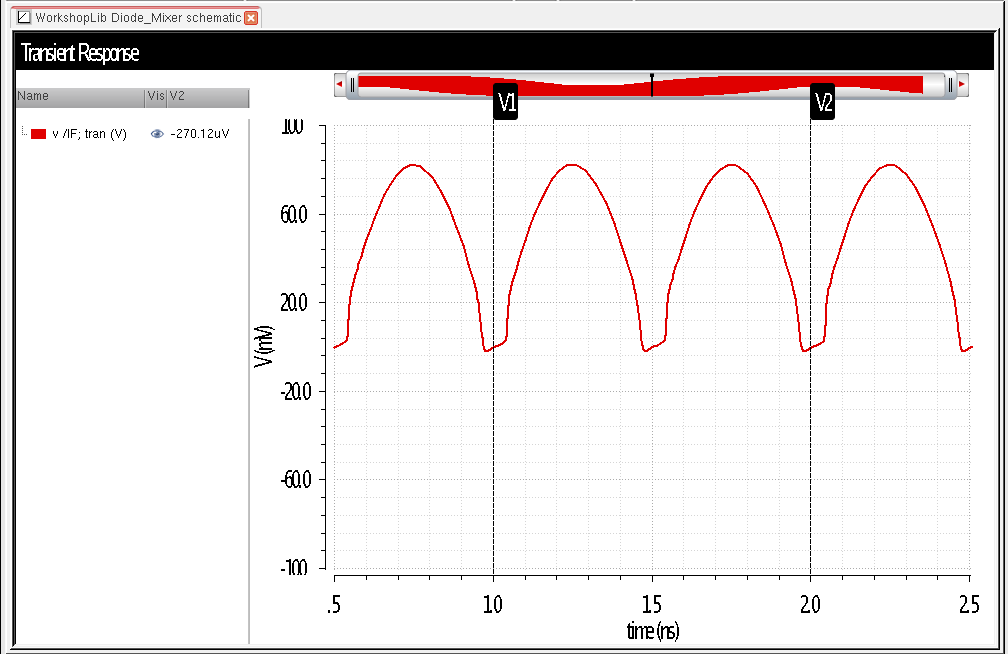 WorkshopLib Diode_Mixer schematic
Transient Response
Name Vis V2
v /IF; tran (V) -270.12uV
V1 V2
100
60.0
20.0
-20.0
-60.0
-100
V (mV)
.5 10 15 20 25
time (ns)